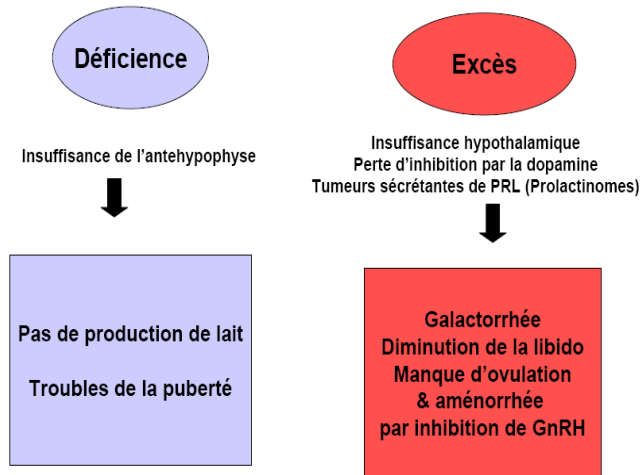 Déficience
Insuffisance de l'antehypophyse
Pas de production de lait
Troubles de la puberté
Excès
Insuffisance hypothalamique
Perte d'inhibition par la dopamine
Tumeurs sécrétantes de PRL (Prolactinomes)
Galactorrhée
Diminution de la libido
Manque d'ovulation
& aménorrhée
par inhibition de GnRH